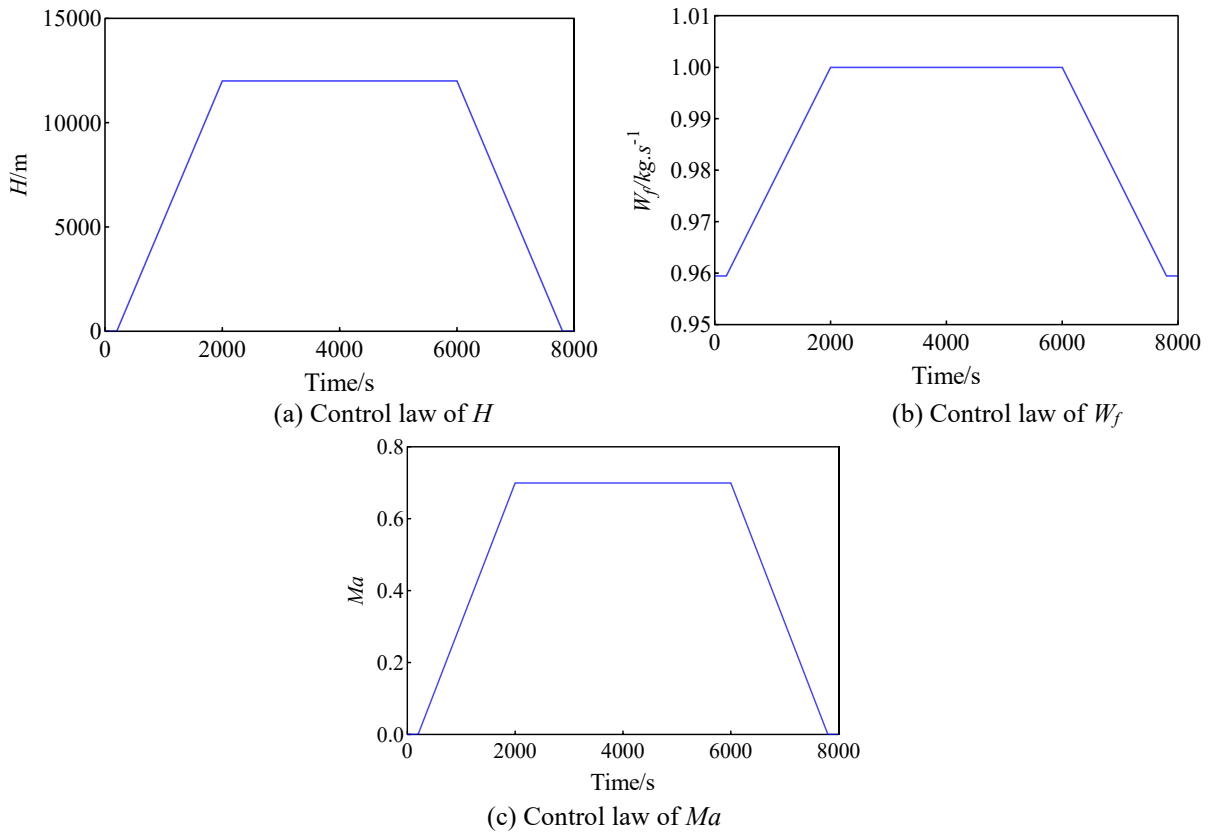 15000
10000
5000
0
H/m
0 2000 4000 6000 8000
Time/s
(a) Control law of H
1.01
1.00
0.99
0.98
0.97
0.96
0.95
W_f/kg.s⁻¹
0 2000 4000 6000 8000
Time/s
(b) Control law of W_f
0.8
0.6
0.4
0.2
0.0
Ma
0 2000 4000 6000 8000
Time/s
(c) Control law of Ma